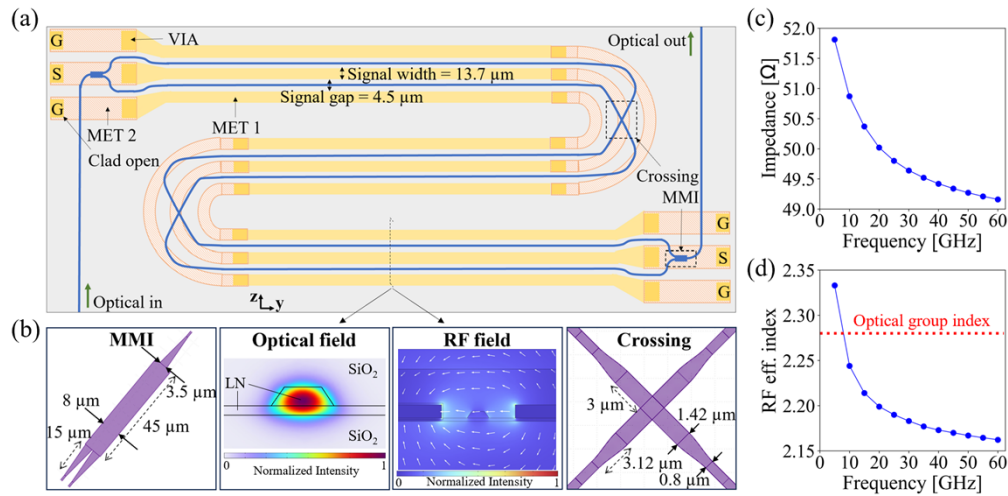 (a)
G
VIA
Optical out
S
Signal width = 13.7 µm
Signal gap = 4.5 µm
G
MET 2
MET 1
Clad open
Crossing
MMI
G
S
G
z
y
Optical in
(b)
MMI
3.5 µm
8 µm
15 µm
45 µm
Optical field
SiO2
LN
SiO2
0
1
Normalized Intensity
RF field
0
1
Normalized Intensity
Crossing
3 µm
1.42 µm
3.12 µm
0.8 µm
(c)
Impedance [Ω]
52.0
51.5
51.0
50.5
50.0
49.5
49.0
0 10 20 30 40 50 60
Frequency [GHz]
(d)
RF eff. index
2.35
2.30
2.25
2.20
2.15
Optical group index
0 10 20 30 40 50 60
Frequency [GHz]